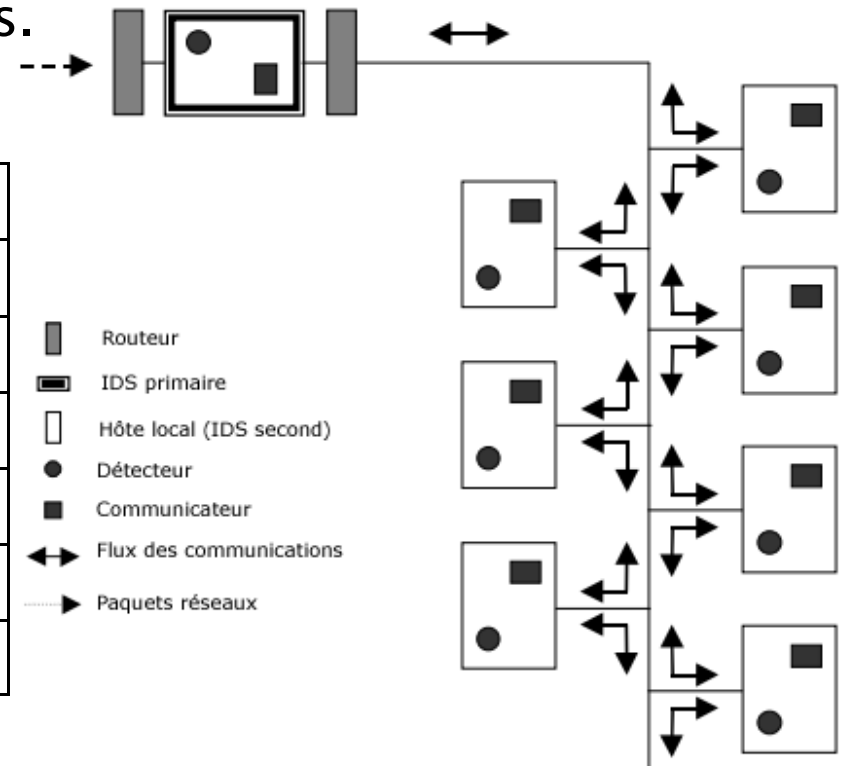 s.
Routeur
IDS primaire
Hôte local (IDS second)
Détecteur
Communicateur
Flux des communications
Paquets réseaux